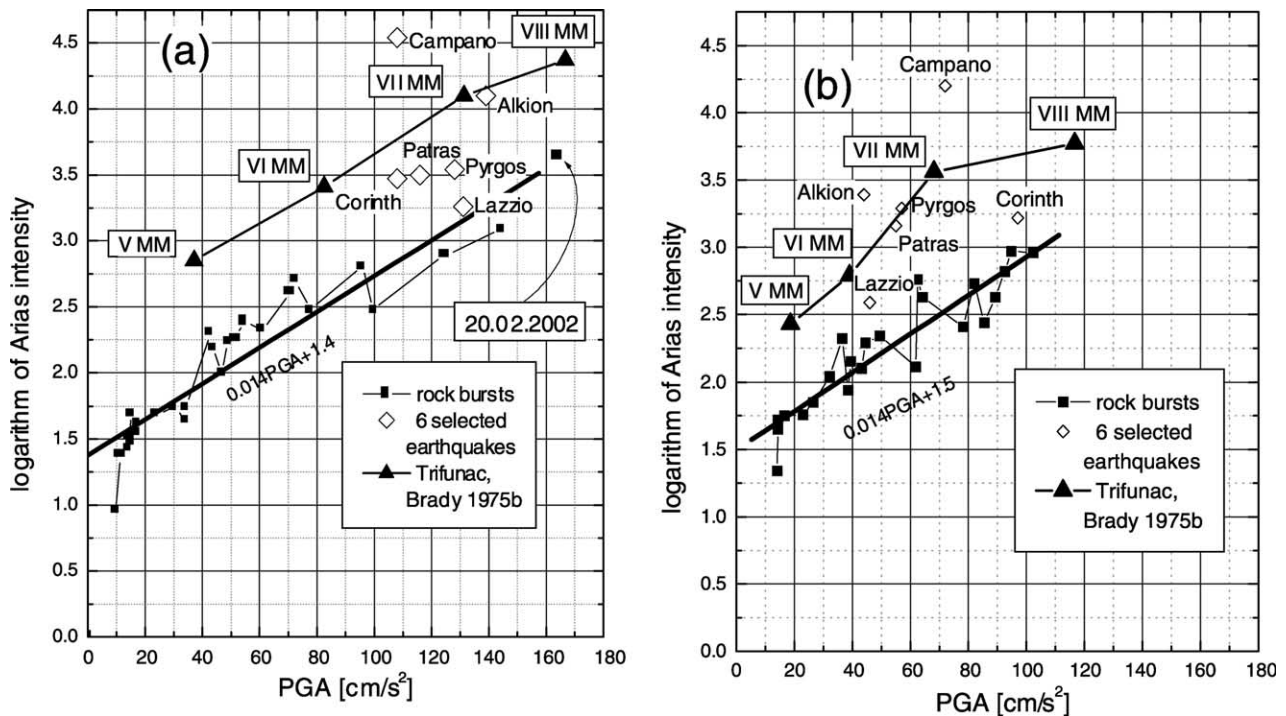 (a)
4.5
4.0
3.5
3.0
2.5
2.0
1.5
1.0
0.5
0.0
logarithm of Arias intensity
Campano
VIII MM
VII MM
Alkion
VI MM
Patras
Pyrgos
Corinth
Lazzio
V MM
20.02.2002
0.014PGA+1.4
rock bursts
6 selected
earthquakes
Trifunac,
Brady 1975b
0 20 40 60 80 100 120 140 160 180
PGA [cm/s²]
(b)
4.5
4.0
3.5
3.0
2.5
2.0
1.5
1.0
0.5
0.0
logarithm of Arias intensity
Campano
VIII MM
VII MM
Alkion
Pyrgos
Corinth
VI MM
Patras
V MM
Lazzio
0.014PGA+1.5
rock bursts
6 selected
earthquakes
Trifunac,
Brady 1975b
0 20 40 60 80 100 120 140 160 180
PGA [cm/s²]